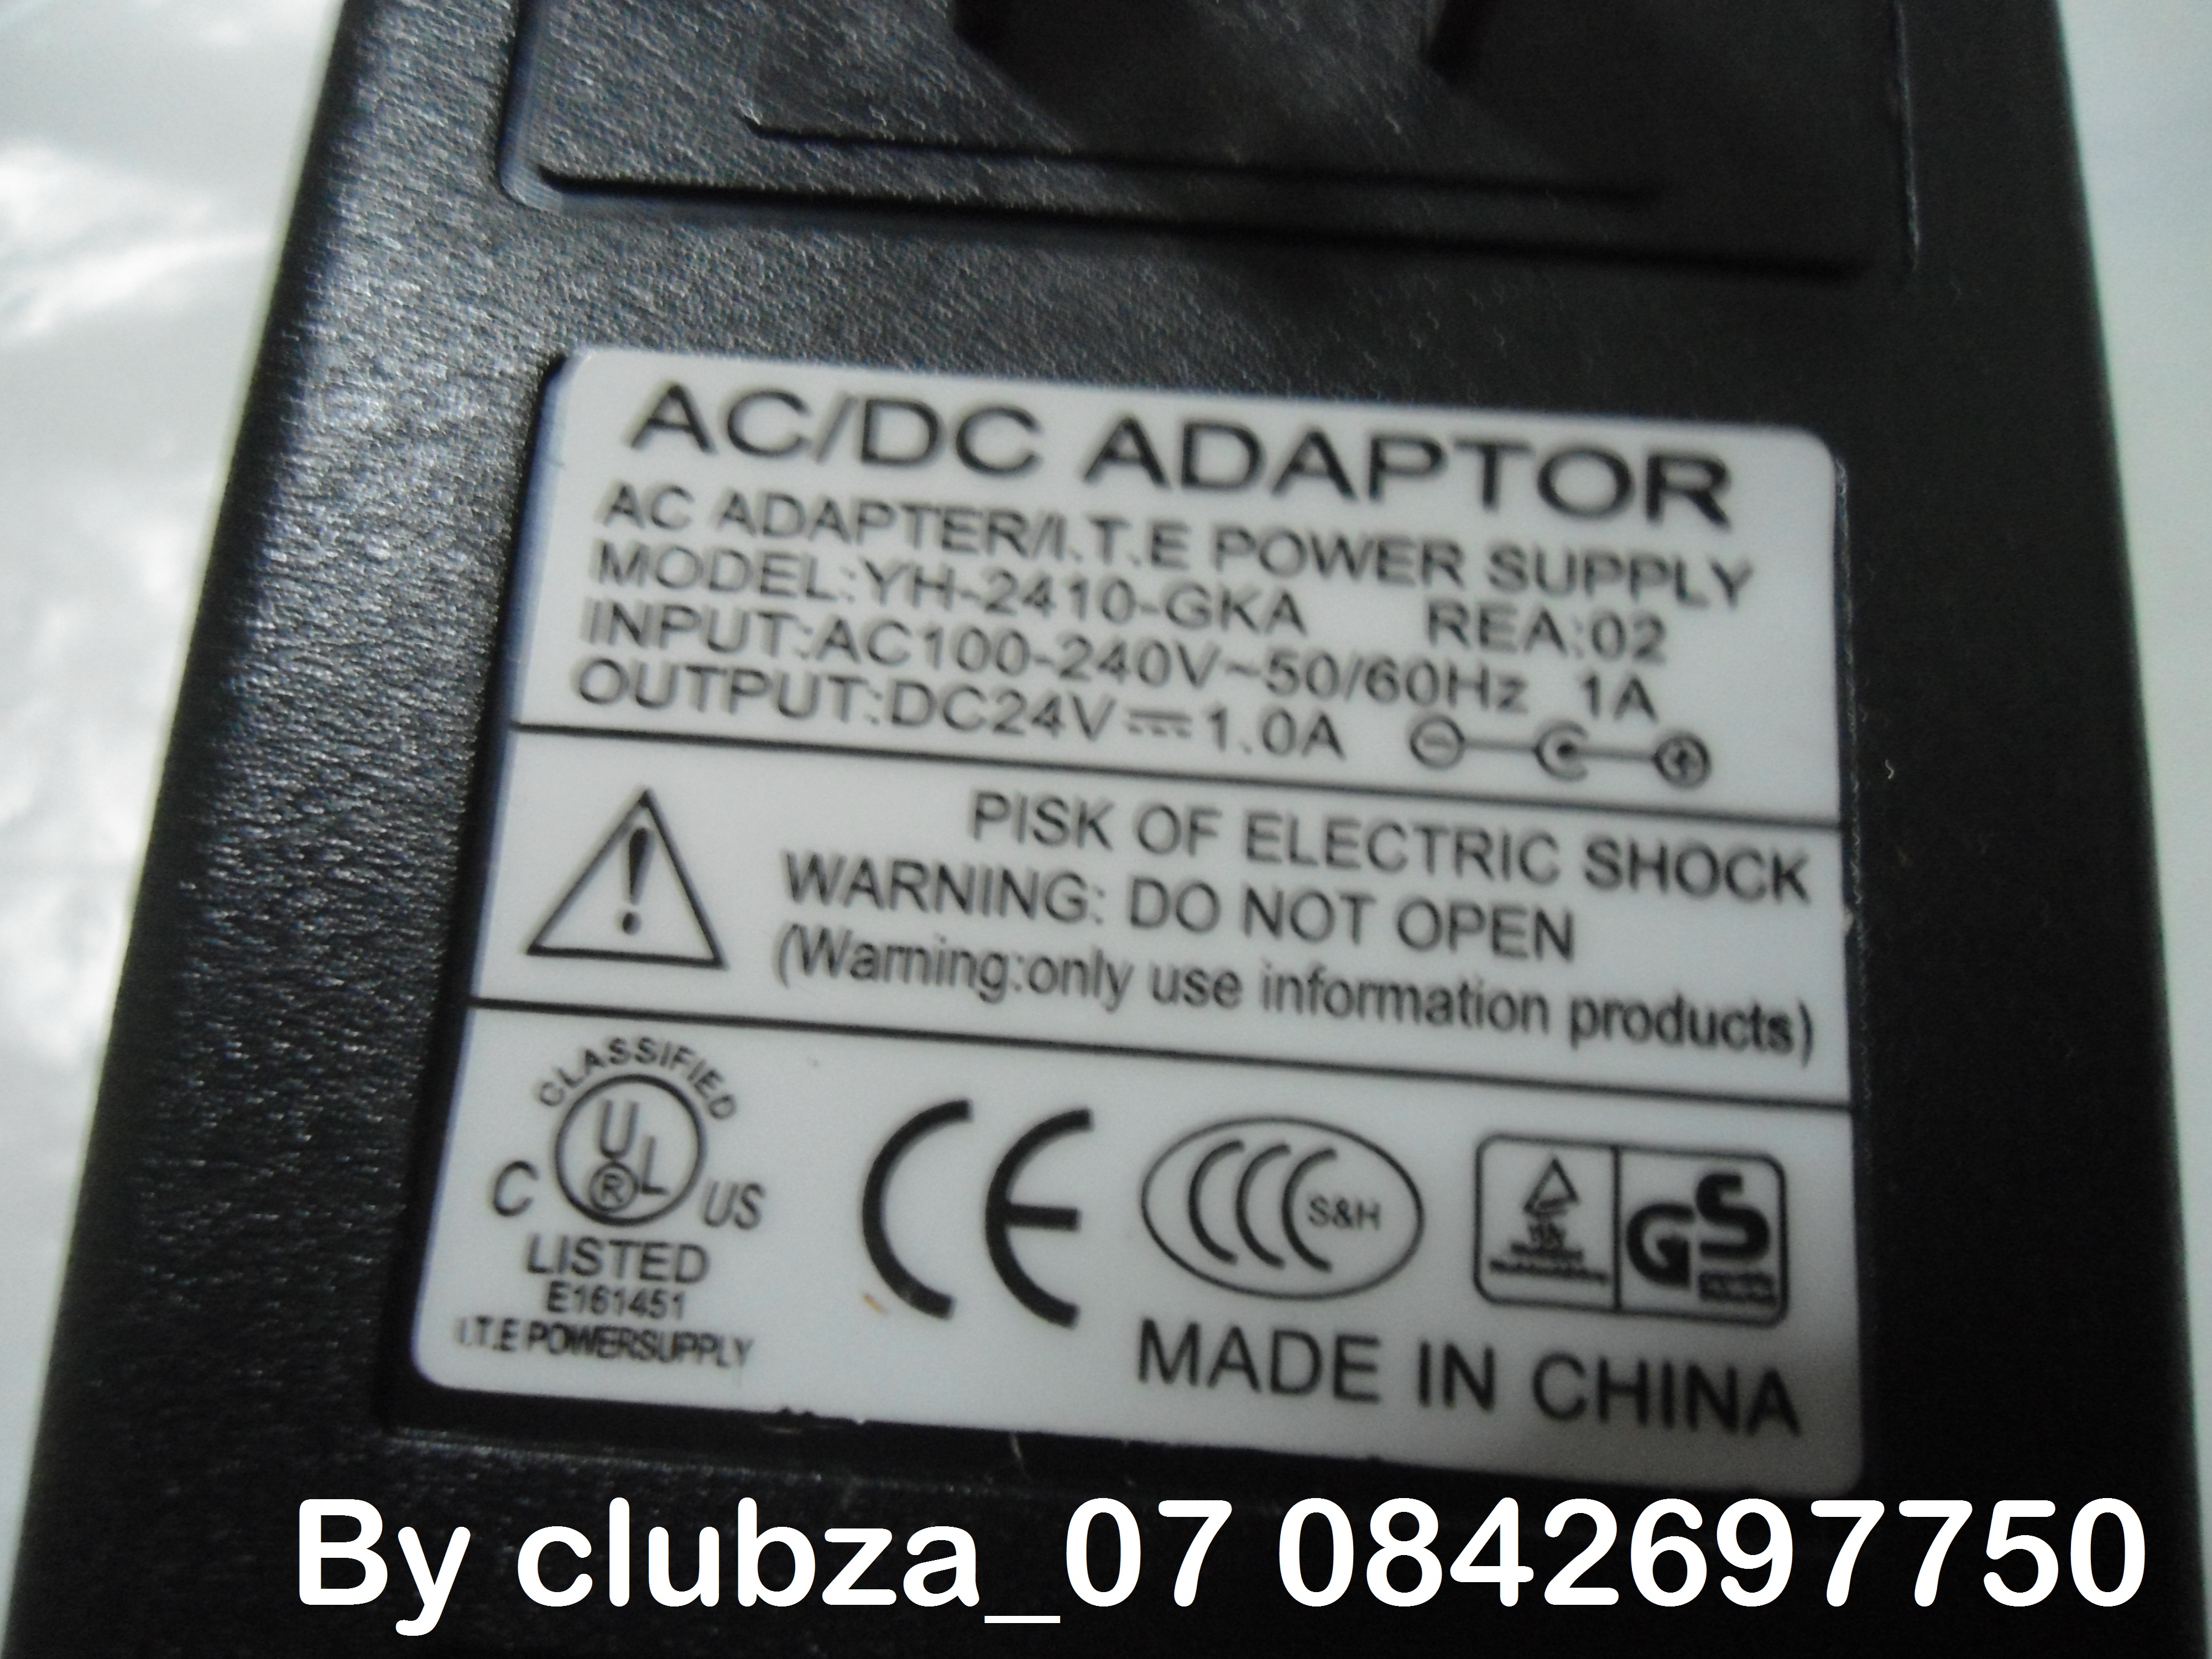 AC/DC ADAPTOR
AC ADAPTER/I.T.E POWER SUPPLY
MODEL:YH-2410-GKA REA:02
INPUT:AC100-240V~50/60Hz 1A
OUTPUT:DC24V⎓1.0A
PISK OF ELECTRIC SHOCK
WARNING: DO NOT OPEN
(Warning:only use information products)
CLASSIFIED
C UL® US
LISTED
E161451
I.T.E POWERSUPPLY
CE
CCC S&H
GS
MADE IN CHINA
By clubza_07 0842697750